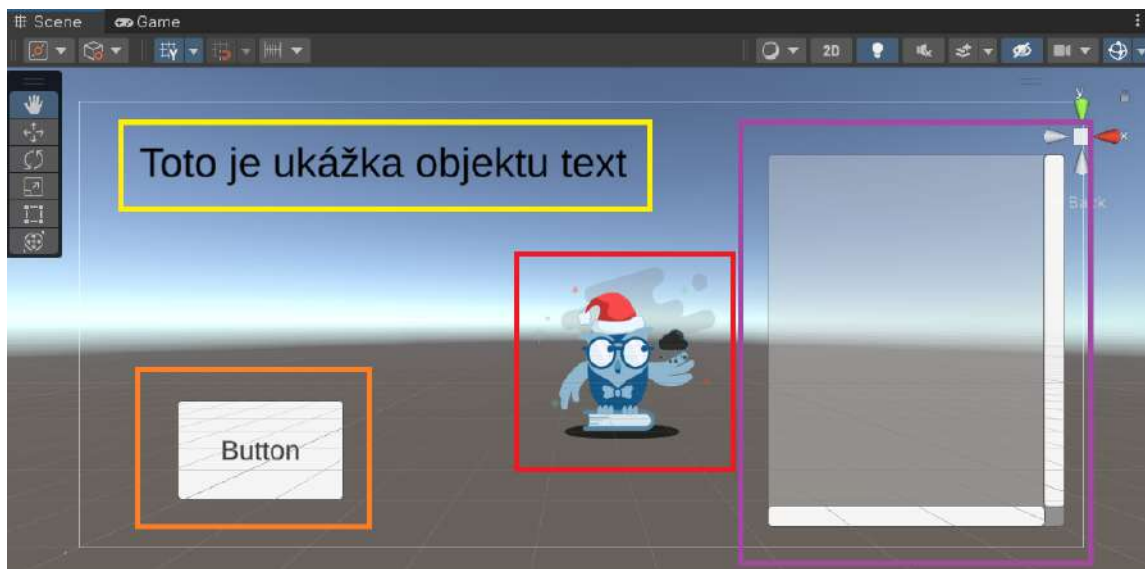 Scene Game
2D
y
x
Back
Toto je ukážka objektu text
Button